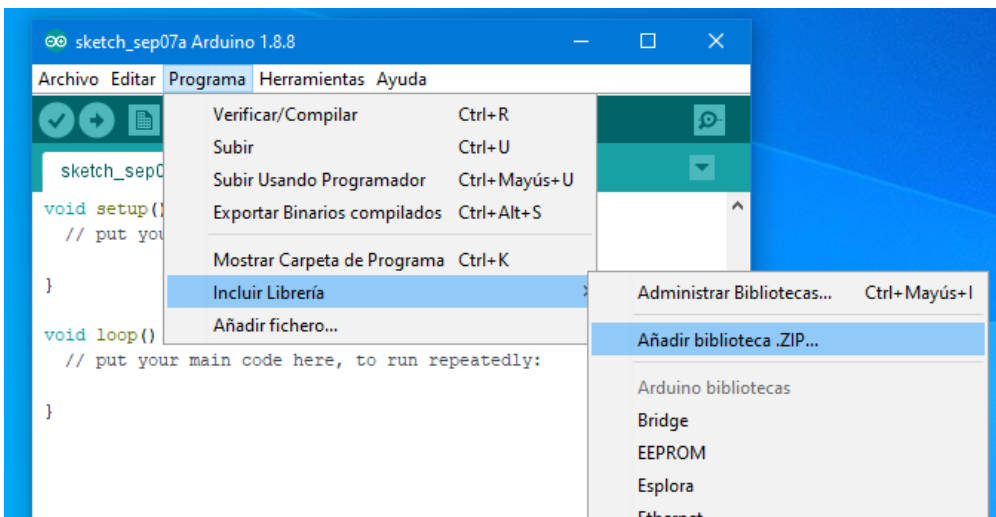 sketch_sep07a Arduino 1.8.8
Archivo Editar Programa Herramientas Ayuda
Verificar/Compilar Ctrl+R
Subir Ctrl+U
Subir Usando Programador Ctrl+Mayús+U
Exportar Binarios compilados Ctrl+Alt+S
Mostrar Carpeta de Programa Ctrl+K
Incluir Librería
Añadir fichero...
Administrar Bibliotecas... Ctrl+Mayús+I
Añadir biblioteca .ZIP...
Arduino bibliotecas
Bridge
EEPROM
Esplora
Ethernet
sketch_sep0
void setup()
// put you
}
void loop()
// put your main code here, to run repeatedly:
}